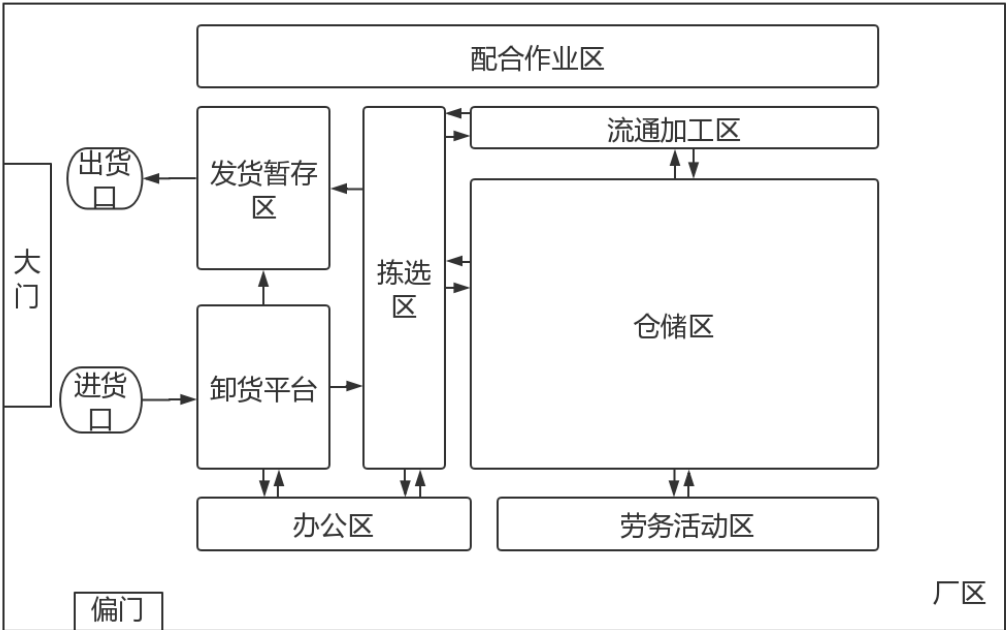 配合作业区
流通加工区
出货
口
发货暂存
区
大
门
拣选
区
仓储区
进货
口
卸货平台
办公区
劳务活动区
厂区
偏门